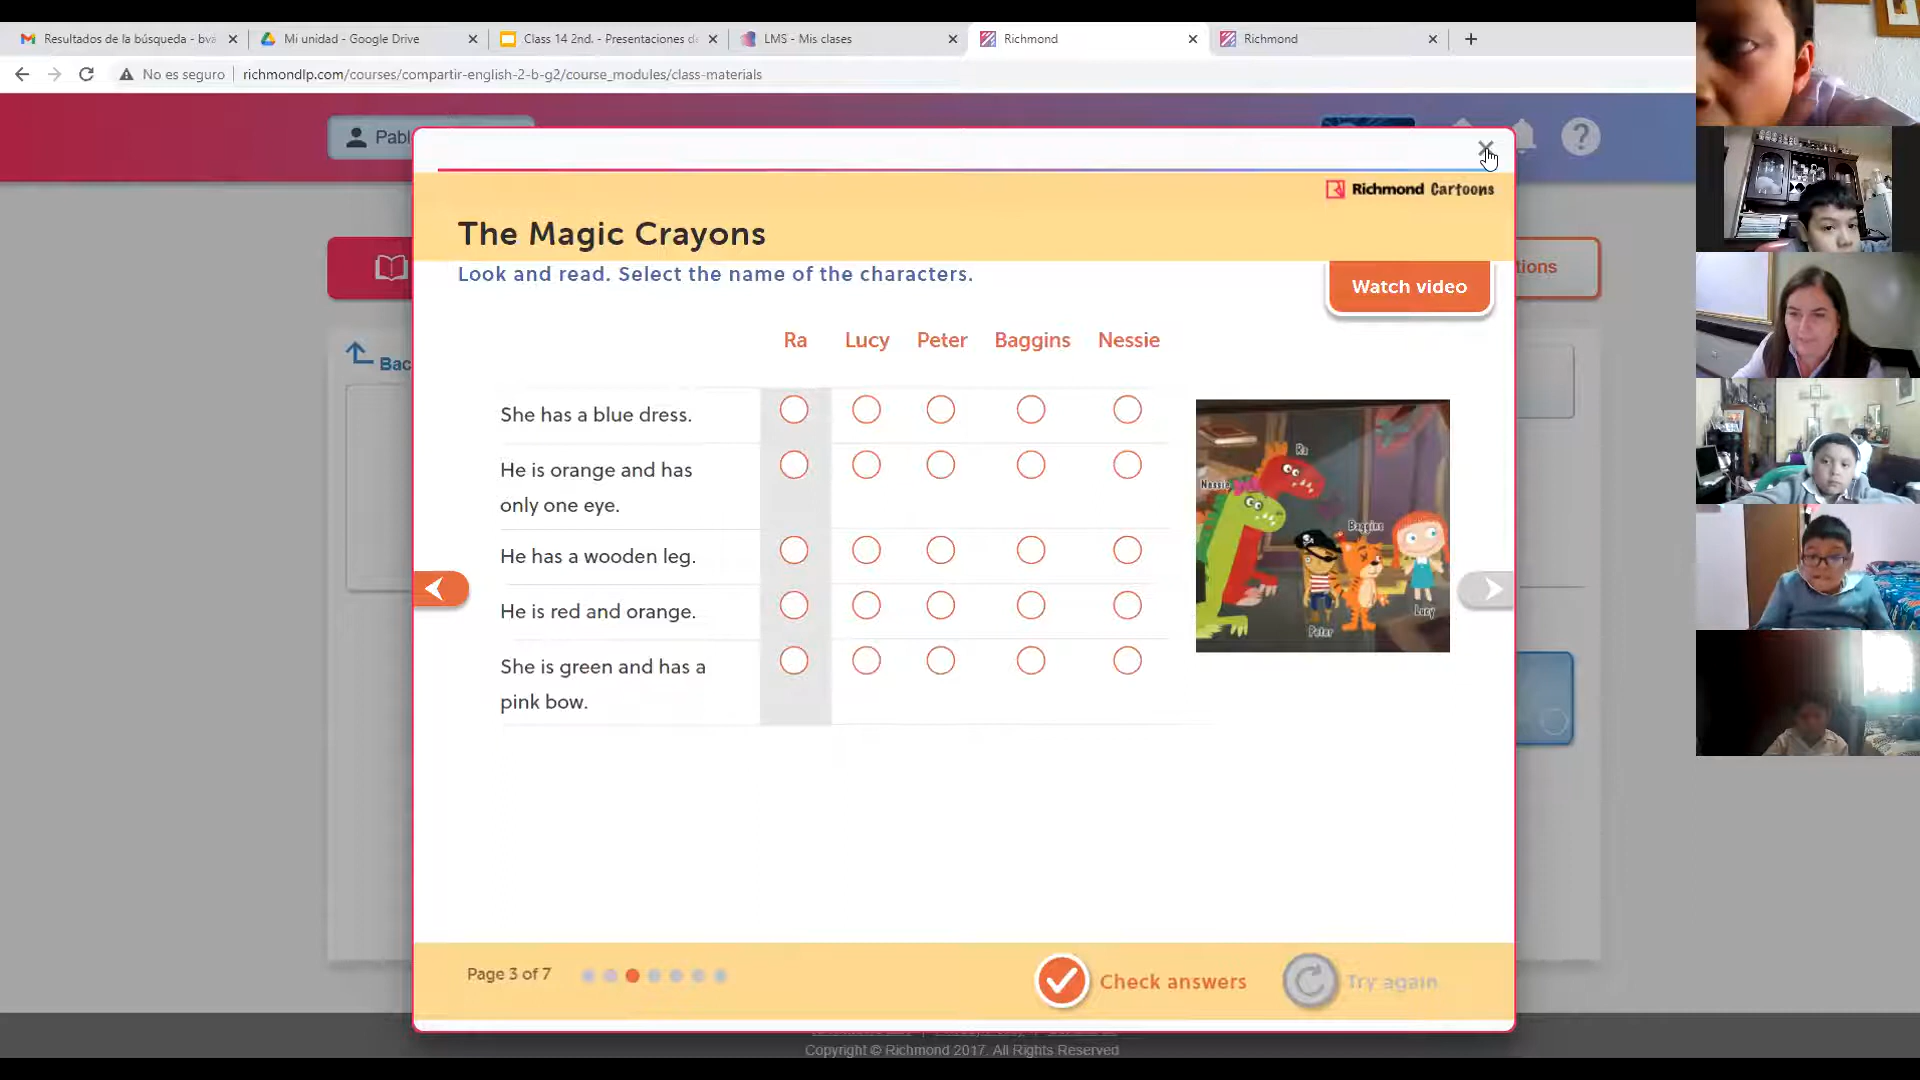 Resultados de la búsqueda - bva
Mi unidad - Google Drive
Class 14 2nd. - Presentaciones de
LMS - Mis clases
Richmond
Richmond
No es seguro
richmondlp.com/courses/compartir-english-2-b-g2/course_modules/class-materials
Pabl
Richmond Cartoons
The Magic Crayons
Look and read. Select the name of the characters.
Watch video
tions
Bac
Ra Lucy Peter Baggins Nessie
She has a blue dress.
He is orange and has
only one eye.
He has a wooden leg.
He is red and orange.
She is green and has a
pink bow.
Ra
Nessie
Baggins
Lucy
Peter
Page 3 of 7
Check answers
Try again
Copyright © Richmond 2017. All Rights Reserved